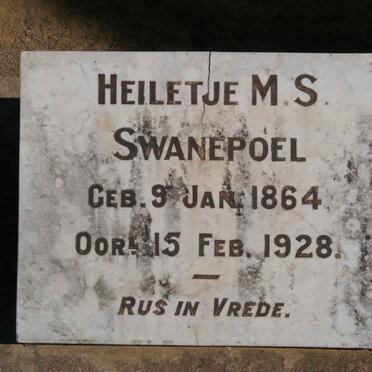 HEILETJE M.S.
SWANEPOEL
GEB. 9 JAN. 1864
OORL 15 FEB. 1928.
RUS IN VREDE.